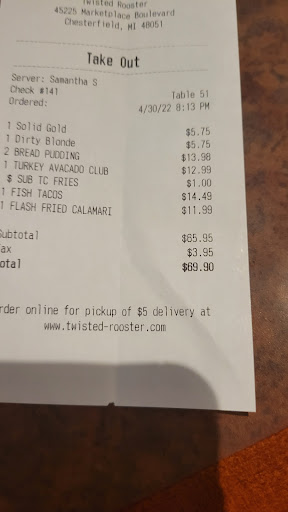 Twisted Rooster
45225 Marketplace Boulevard
Chesterfield, MI 48051
Take Out
Server: Samantha S
Check #141 Table 51
Ordered: 4/30/22 8:13 PM
1 Solid Gold $5.75
1 Dirty Blonde $5.75
2 BREAD PUDDING $13.98
1 TURKEY AVACADO CLUB $12.99
$ SUB TC FRIES $1.00
1 FISH TACOS $14.49
1 FLASH FRIED CALAMARI $11.99
Subtotal $65.95
ax $3.95
otal $69.90
rder online for pickup of $5 delivery at
www.twisted-rooster.com